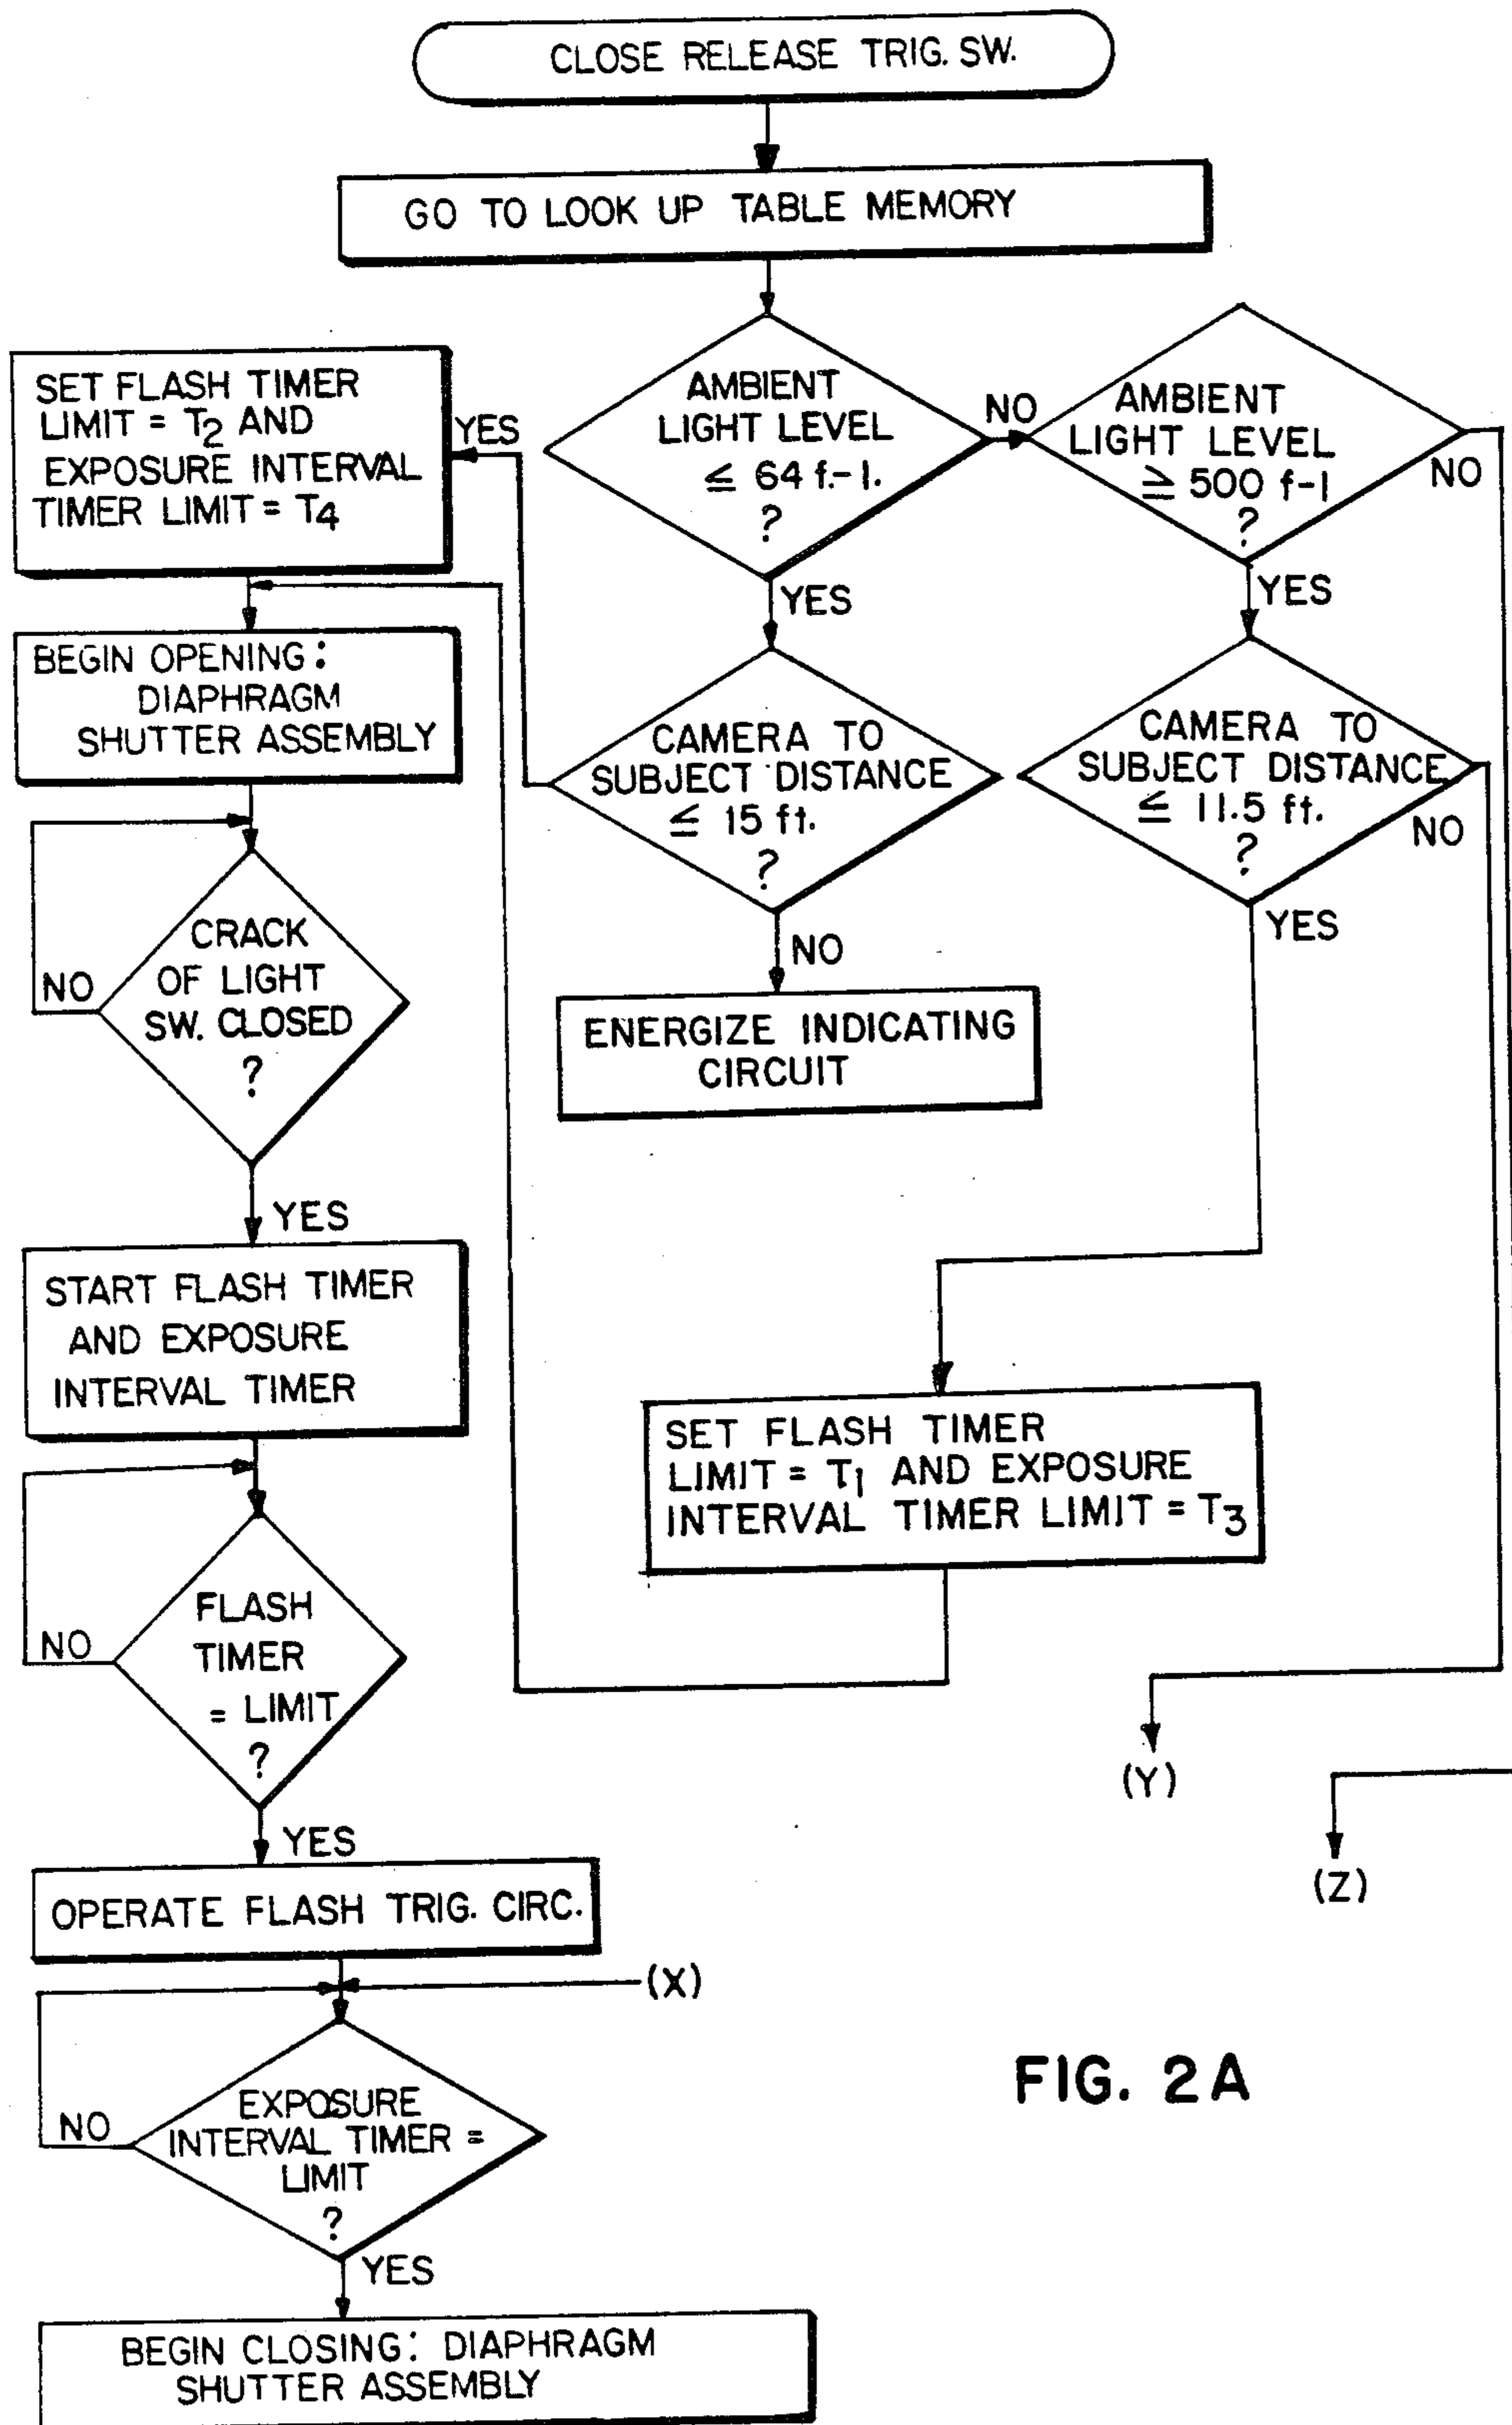 CLOSE RELEASE TRIG. SW.
GO TO LOOK UP TABLE MEMORY
AMBIENT
LIGHT LEVEL
≦ 64 f.-l.
?
NO
YES
AMBIENT
LIGHT LEVEL
≧ 500 f-l
?
NO
YES
SET FLASH TIMER
LIMIT = T2 AND
EXPOSURE INTERVAL
TIMER LIMIT = T4
YES
CAMERA TO
SUBJECT DISTANCE
≦ 15 ft.
?
NO
CAMERA TO
SUBJECT DISTANCE
≦ 11.5 ft.
?
NO
YES
BEGIN OPENING:
DIAPHRAGM
SHUTTER ASSEMBLY
CRACK
OF LIGHT
SW. CLOSED
?
NO
YES
ENERGIZE INDICATING
CIRCUIT
START FLASH TIMER
AND EXPOSURE
INTERVAL TIMER
SET FLASH TIMER
LIMIT = T1 AND EXPOSURE
INTERVAL TIMER LIMIT = T3
FLASH
TIMER
= LIMIT
?
NO
YES
(Y)
(Z)
OPERATE FLASH TRIG. CIRC.
(X)
EXPOSURE
INTERVAL TIMER =
LIMIT
?
NO
YES
FIG. 2A
BEGIN CLOSING: DIAPHRAGM
SHUTTER ASSEMBLY